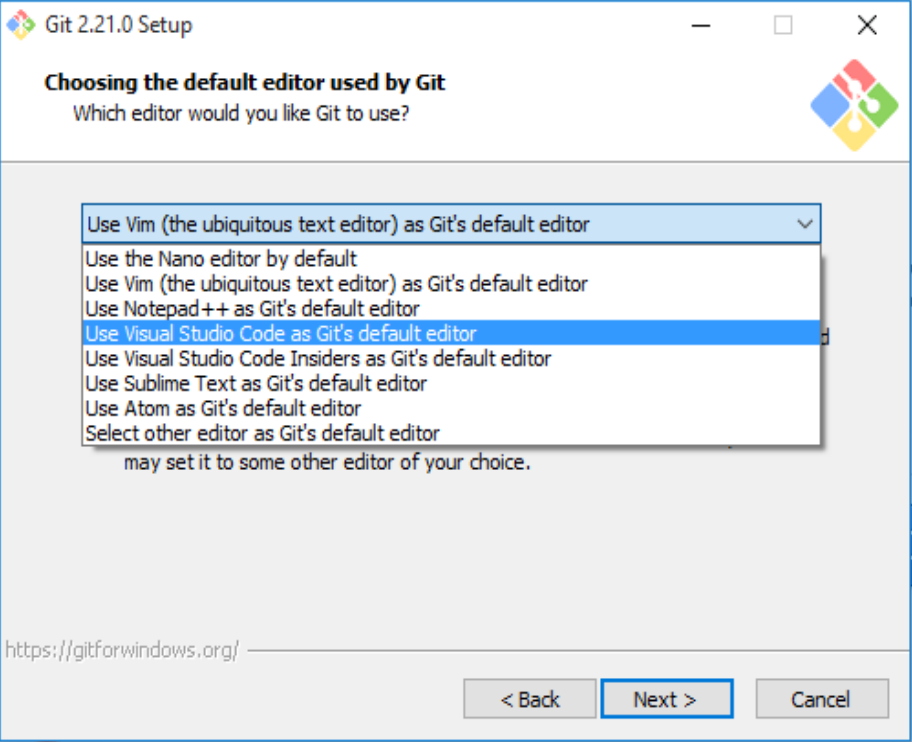 Git 2.21.0 Setup
Choosing the default editor used by Git
Which editor would you like Git to use?
Use Vim (the ubiquitous text editor) as Git's default editor
Use the Nano editor by default
Use Vim (the ubiquitous text editor) as Git's default editor
Use Notepad++ as Git's default editor
Use Visual Studio Code as Git's default editor
Use Visual Studio Code Insiders as Git's default editor
Use Sublime Text as Git's default editor
Use Atom as Git's default editor
Select other editor as Git's default editor
may set it to some other editor of your choice.
https://gitforwindows.org/
< Back
Next >
Cancel